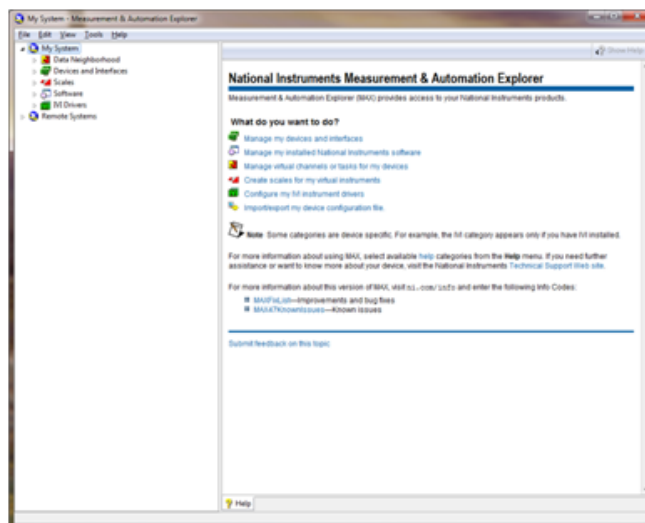 My System - Measurement & Automation Explorer
File Edit View Tools Help
My System
Data Neighborhood
Devices and Interfaces
Scales
Software
IVI Drivers
Remote Systems
Show Help
National Instruments Measurement & Automation Explorer
Measurement & Automation Explorer (MAX) provides access to your National Instruments products.
What do you want to do?
Manage my devices and interfaces
Manage my installed National Instruments software
Manage virtual channels or tasks for my devices
Create scales for my virtual instruments
Configure my IVI instrument drivers
Import/export my device configuration file.
Note Some categories are device specific. For example, the IVI category appears only if you have IVI installed.
For more information about using MAX, select available help categories from the Help menu. If you need further
assistance or want to know more about your device, visit the National Instruments Technical Support Web site.
For more information about this version of MAX, visit ni.com/info and enter the following Info Codes:
MAXFixList—Improvements and bug fixes
MAX47KnownIssues—Known issues
Submit feedback on this topic
Help